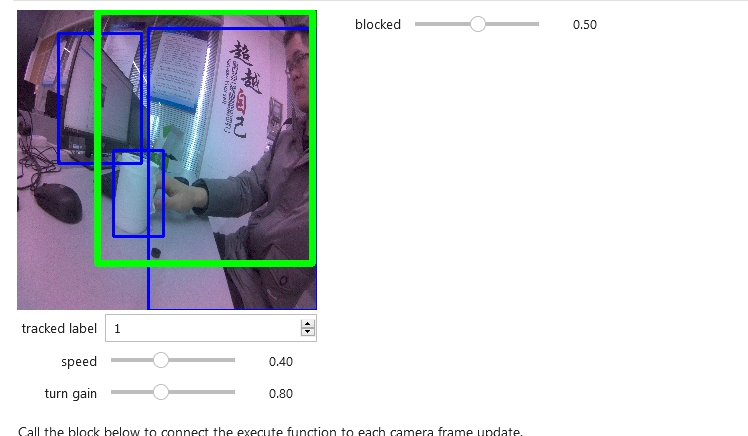 blocked 0.50
超越自己
tracked label 1
speed 0.40
turn gain 0.80
Call the block below to connect the execute function to each camera frame update.